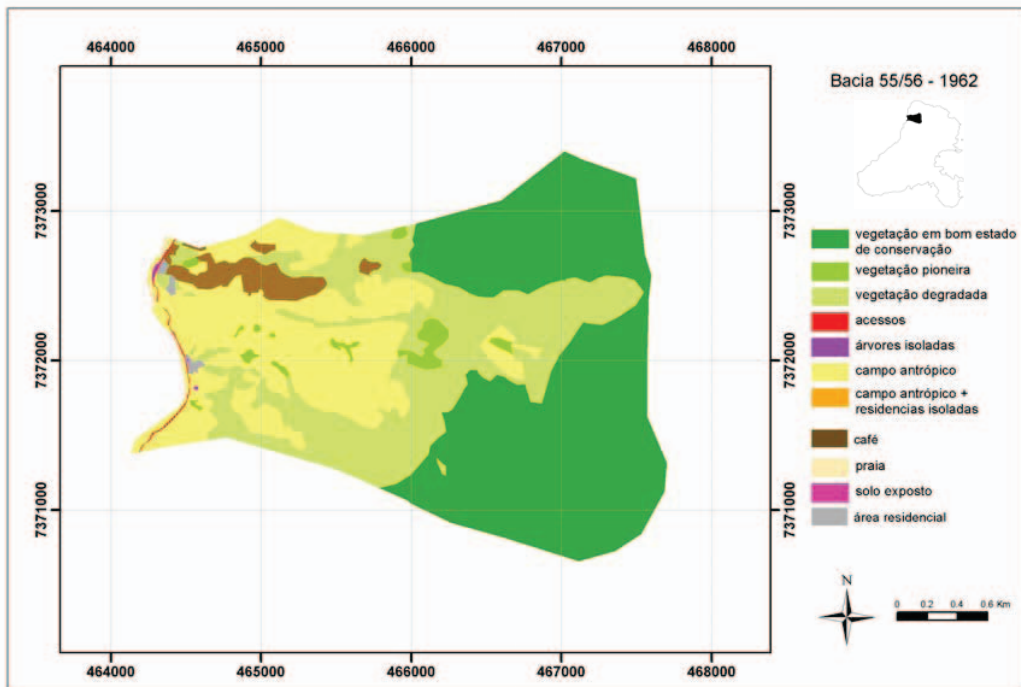 464000 465000 466000 467000 468000
Bacia 55/56 - 1962
7373000 7373000
vegetação em bom estado
de conservação
vegetação pioneira
vegetação degradada
acessos
árvores isoladas
7372000 7372000
campo antrópico
campo antrópico +
residencias isoladas
café
praia
solo exposto
7371000 7371000
área residencial
N
0 0.2 0.4 0.6 Km
464000 465000 466000 467000 468000